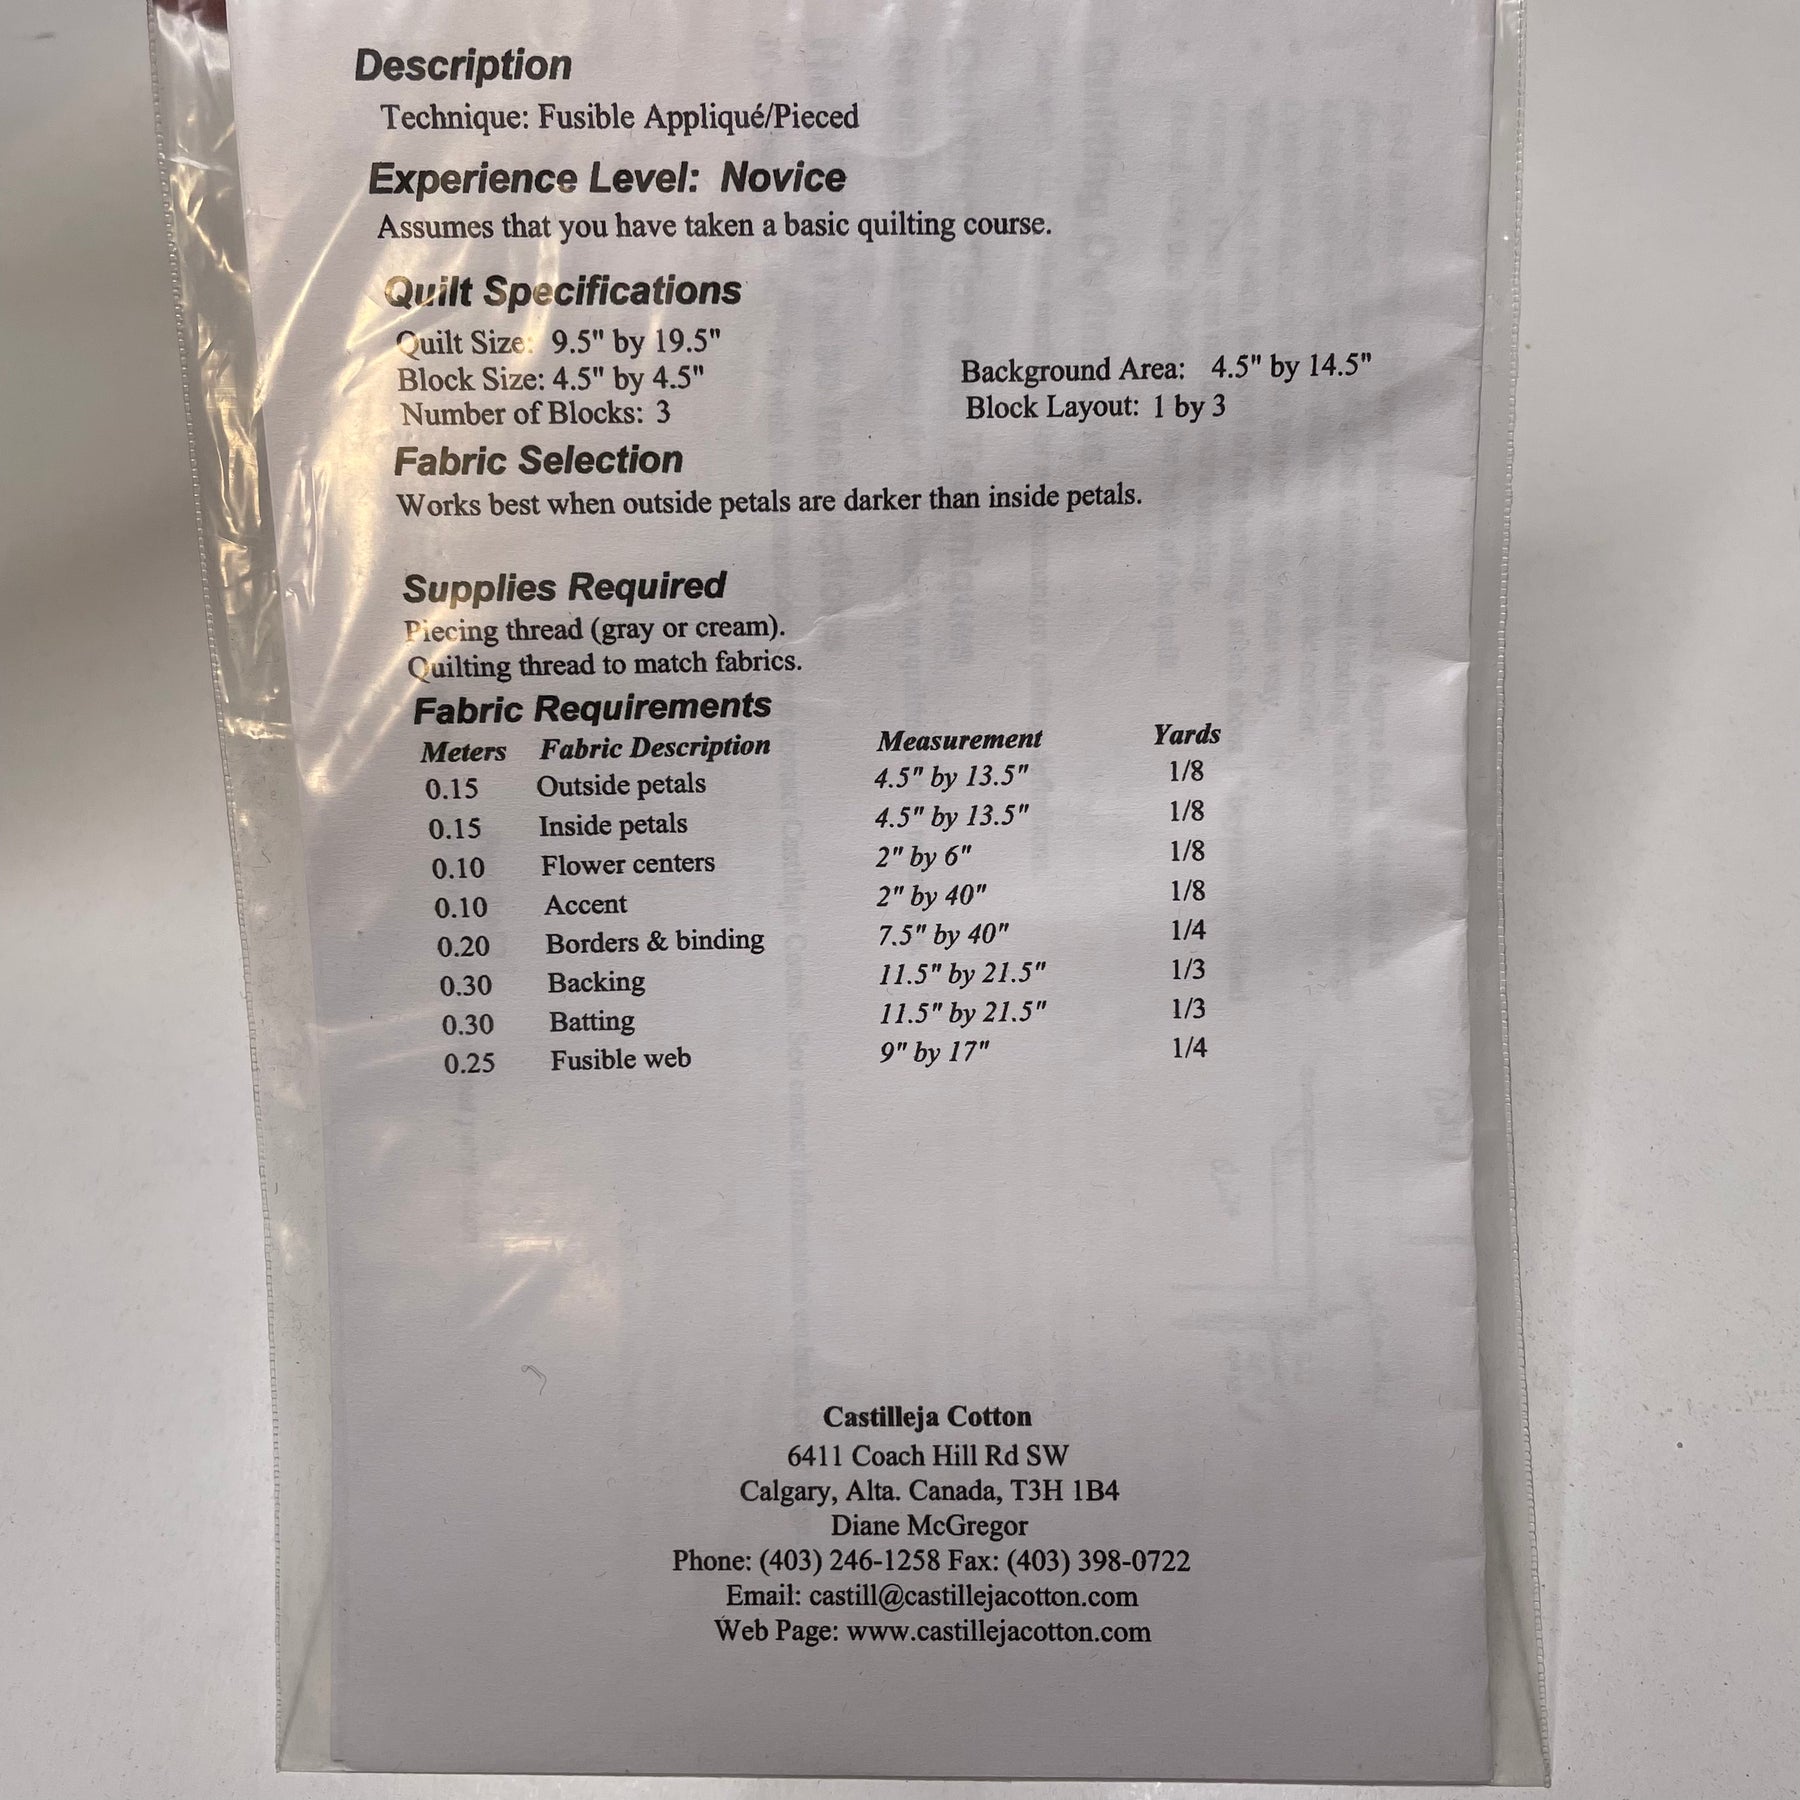 Description
Technique: Fusible Appliqué/Pieced
Experience Level: Novice
Assumes that you have taken a basic quilting course.
Quilt Specifications
Quilt Size: 9.5" by 19.5"
Block Size: 4.5" by 4.5" Background Area: 4.5" by 14.5"
Number of Blocks: 3 Block Layout: 1 by 3
Fabric Selection
Works best when outside petals are darker than inside petals.
Supplies Required
Piecing thread (gray or cream).
Quilting thread to match fabrics.
Fabric Requirements
Meters Fabric Description Measurement Yards
0.15 Outside petals 4.5" by 13.5" 1/8
0.15 Inside petals 4.5" by 13.5" 1/8
0.10 Flower centers 2" by 6" 1/8
0.10 Accent 2" by 40" 1/8
0.20 Borders & binding 7.5" by 40" 1/4
0.30 Backing 11.5" by 21.5" 1/3
0.30 Batting 11.5" by 21.5" 1/3
0.25 Fusible web 9" by 17" 1/4
Castilleja Cotton
6411 Coach Hill Rd SW
Calgary, Alta. Canada, T3H 1B4
Diane McGregor
Phone: (403) 246-1258 Fax: (403) 398-0722
Email: castill@castillejacotton.com
Web Page: www.castillejacotton.com